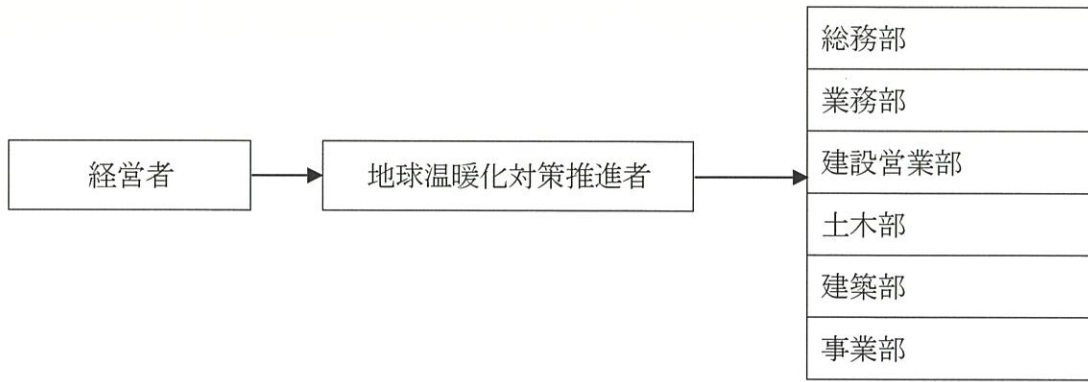 経営者
地球温暖化対策推進者
総務部
業務部
建設営業部
土木部
建築部
事業部